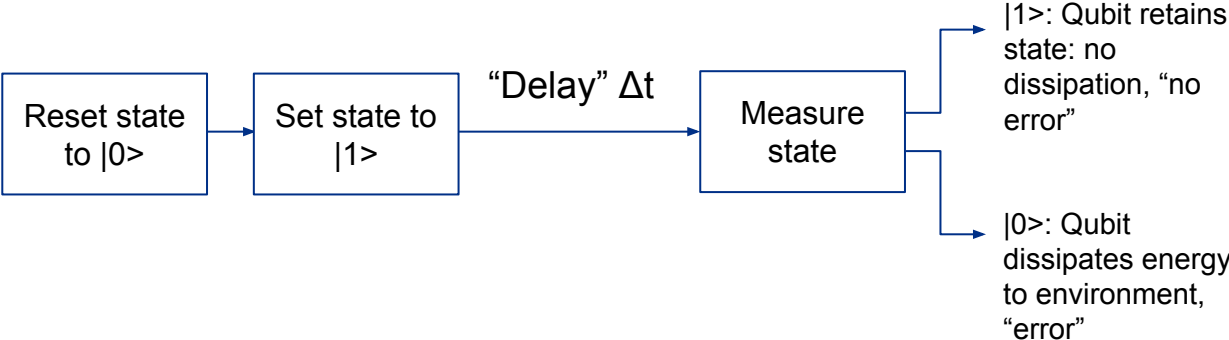 Reset state
to |0>
Set state to
|1>
“Delay” Δt
Measure
state
|1>: Qubit retains
state: no
dissipation, “no
error”
|0>: Qubit
dissipates energy
to environment,
“error”